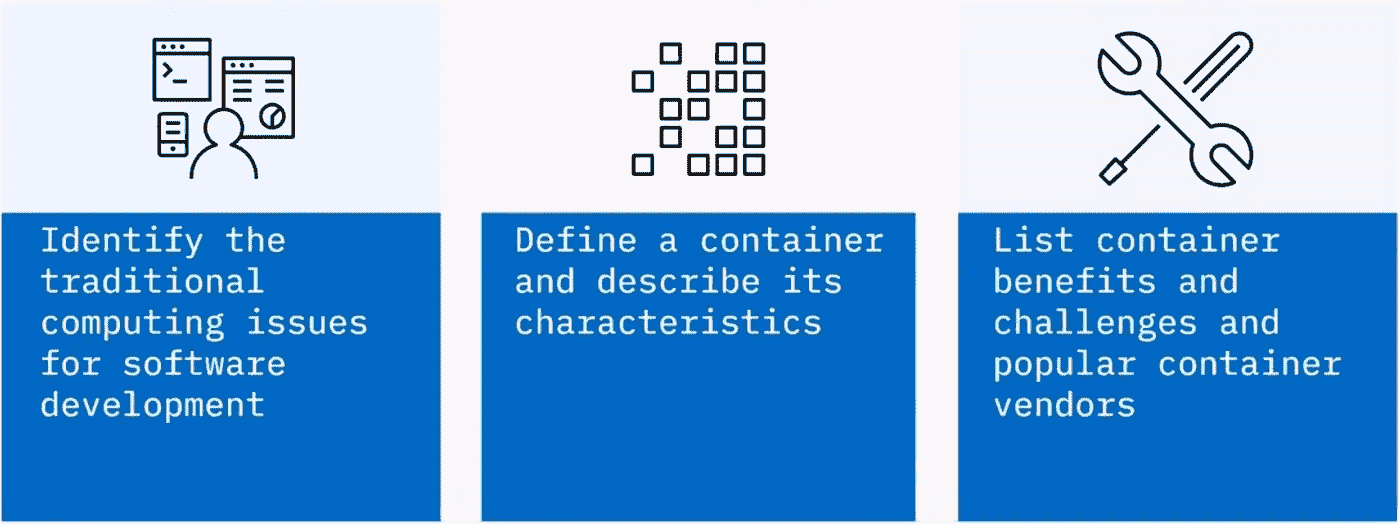 Identify the
traditional
computing issues
for software
development
Define a container
and describe its
characteristics
List container
benefits and
challenges and
popular container
vendors